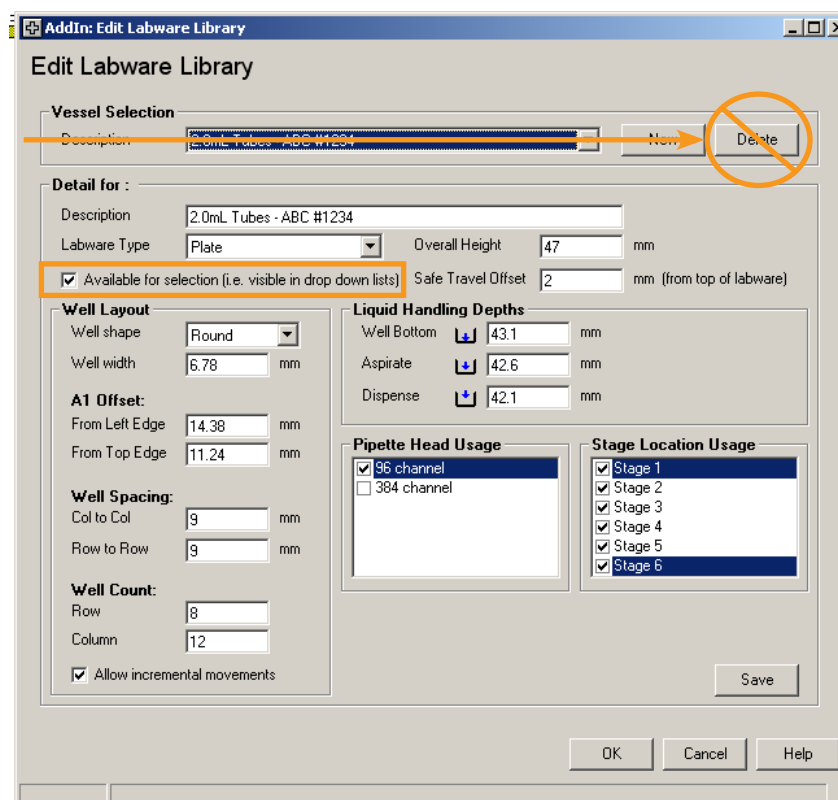 AddIn: Edit Labware Library
Edit Labware Library
Vessel Selection
Description 2.0mL Tubes - ABC #1234 New Delete
Detail for :
Description 2.0mL Tubes - ABC #1234
Labware Type Plate Overall Height 47 mm
Available for selection (i.e. visible in drop down lists) Safe Travel Offset 2 mm (from top of labware)
Well Layout Liquid Handling Depths
Well shape Round Well Bottom 43.1 mm
Well width 6.78 mm Aspirate 42.6 mm
A1 Offset: Dispense 42.1 mm
From Left Edge 14.38 mm
From Top Edge 11.24 mm Pipette Head Usage Stage Location Usage
96 channel Stage 1
384 channel Stage 2
Well Spacing: Stage 3
Col to Col 9 mm Stage 4
Row to Row 9 mm Stage 5
Stage 6
Well Count:
Row 8
Column 12
Allow incremental movements Save
OK Cancel Help